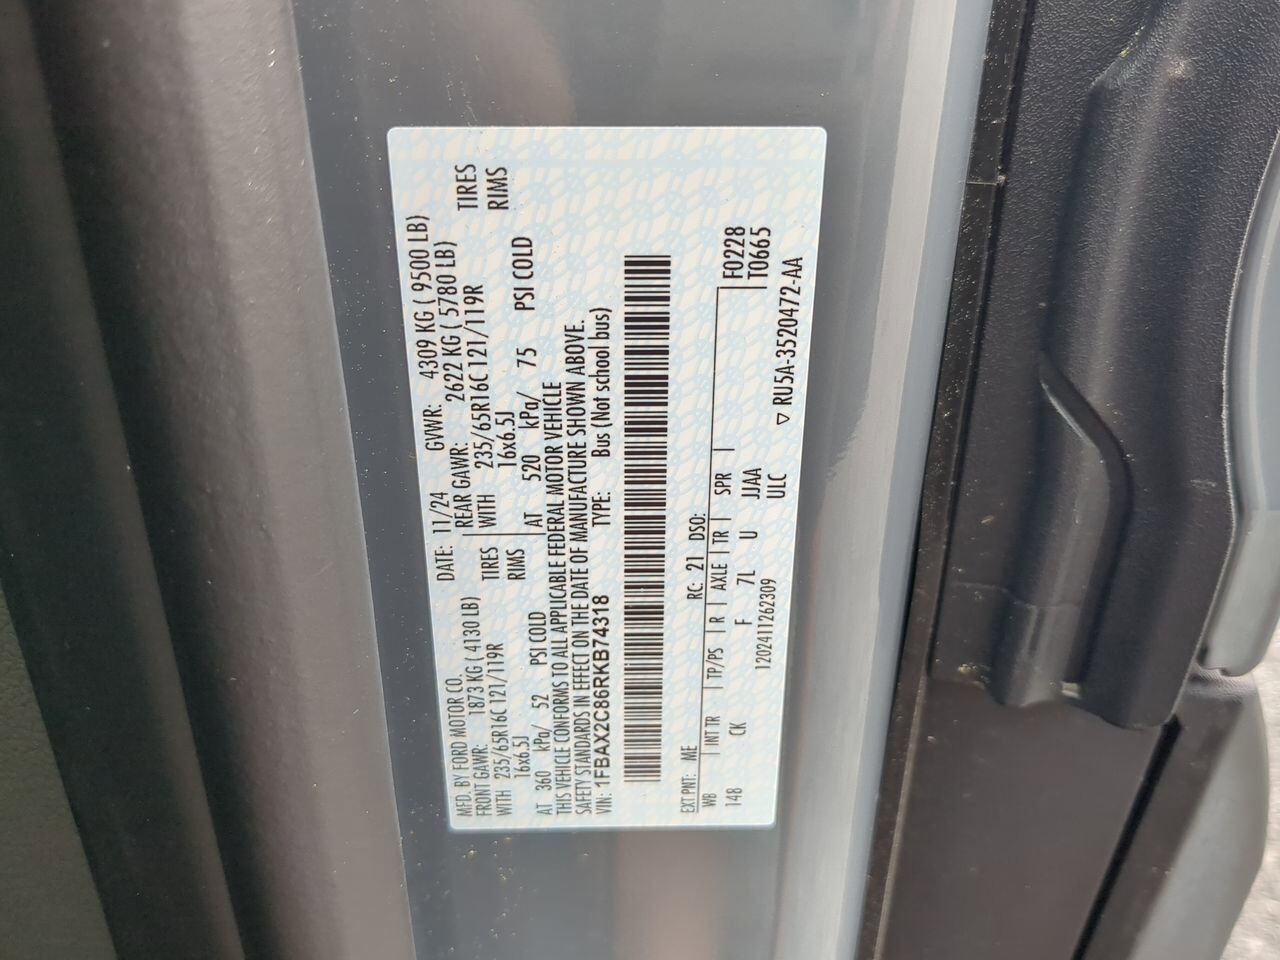 MFD. BY FORD MOTOR CO. DATE: 11/24 GVWR: 4309 KG ( 9500 LB)
FRONT GAWR: 1873 KG ( 4130 LB) REAR GAWR: 2622 KG ( 5780 LB)
WITH 235/65R16C 121/119R TIRES WITH 235/65R16C 121/119R TIRES
16x6.5J RIMS 16x6.5J RIMS
AT 360 kPa/ 52 PSI COLD AT 520 kPa/ 75 PSI COLD
THIS VEHICLE CONFORMS TO ALL APPLICABLE FEDERAL MOTOR VEHICLE
SAFETY STANDARDS IN EFFECT ON THE DATE OF MANUFACTURE SHOWN ABOVE.
VIN: 1FBAX2C86RKB74318 TYPE: Bus (Not school bus)
EXT PNT: ME RC: 21 DSO:
WB INT TR TP/PS R AXLE TR SPR F0228
148 CK F 7L U JJAA T0665
1202411262309 ULC
▽ RU5A-3520472-AA